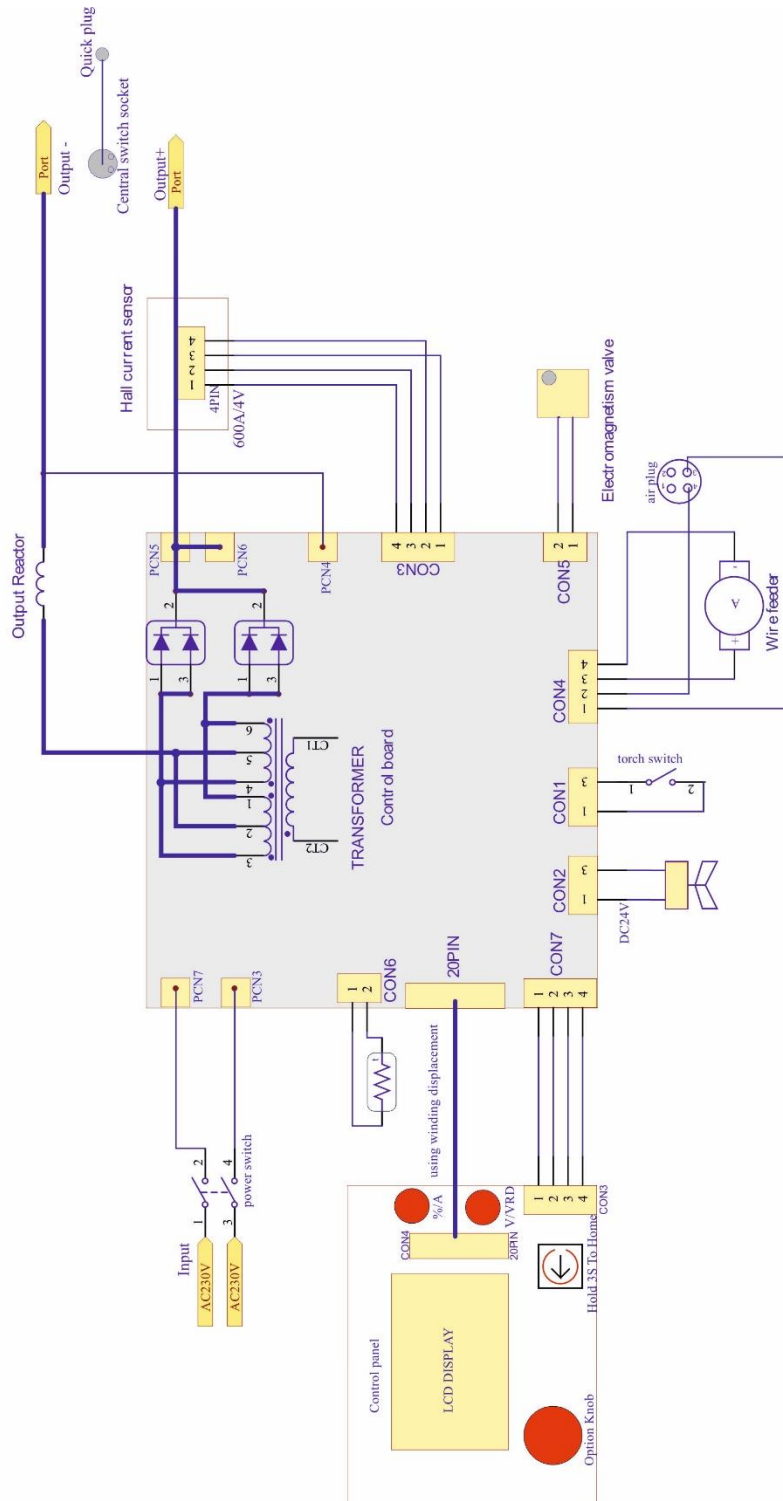 Input
AC230V
AC230V
1
2
3
4
power switch
PCN7
PCN3
Output Reactor
Port
Output -
Quick plug
Central switch socket
Output+
Port
Hall current sensor
1 2 3 4
4PIN
600A/4V
PCN5
PCN6
PCN4
1
3
2
1
3
2
3
2
1
4
5
6
CT2
CT1
TRANSFORMER
Control board
4
3
2
1
CON3
CON5
2
1
Electromagnetism valve
1
2
CON6
t
20PIN
using winding displacement
CON7
1
2
3
4
CON2
1
3
DC24V
CON1
1
3
torch switch
1
2
CON4
1 2 3 4
air plug
1
2
3
4
+
A
-
Wire feeder
Control panel
LCD DISPLAY
CON4
20PIN
%/A
V/VRD
1
2
3
4
CON3
Hold 3S To Home
Option Knob